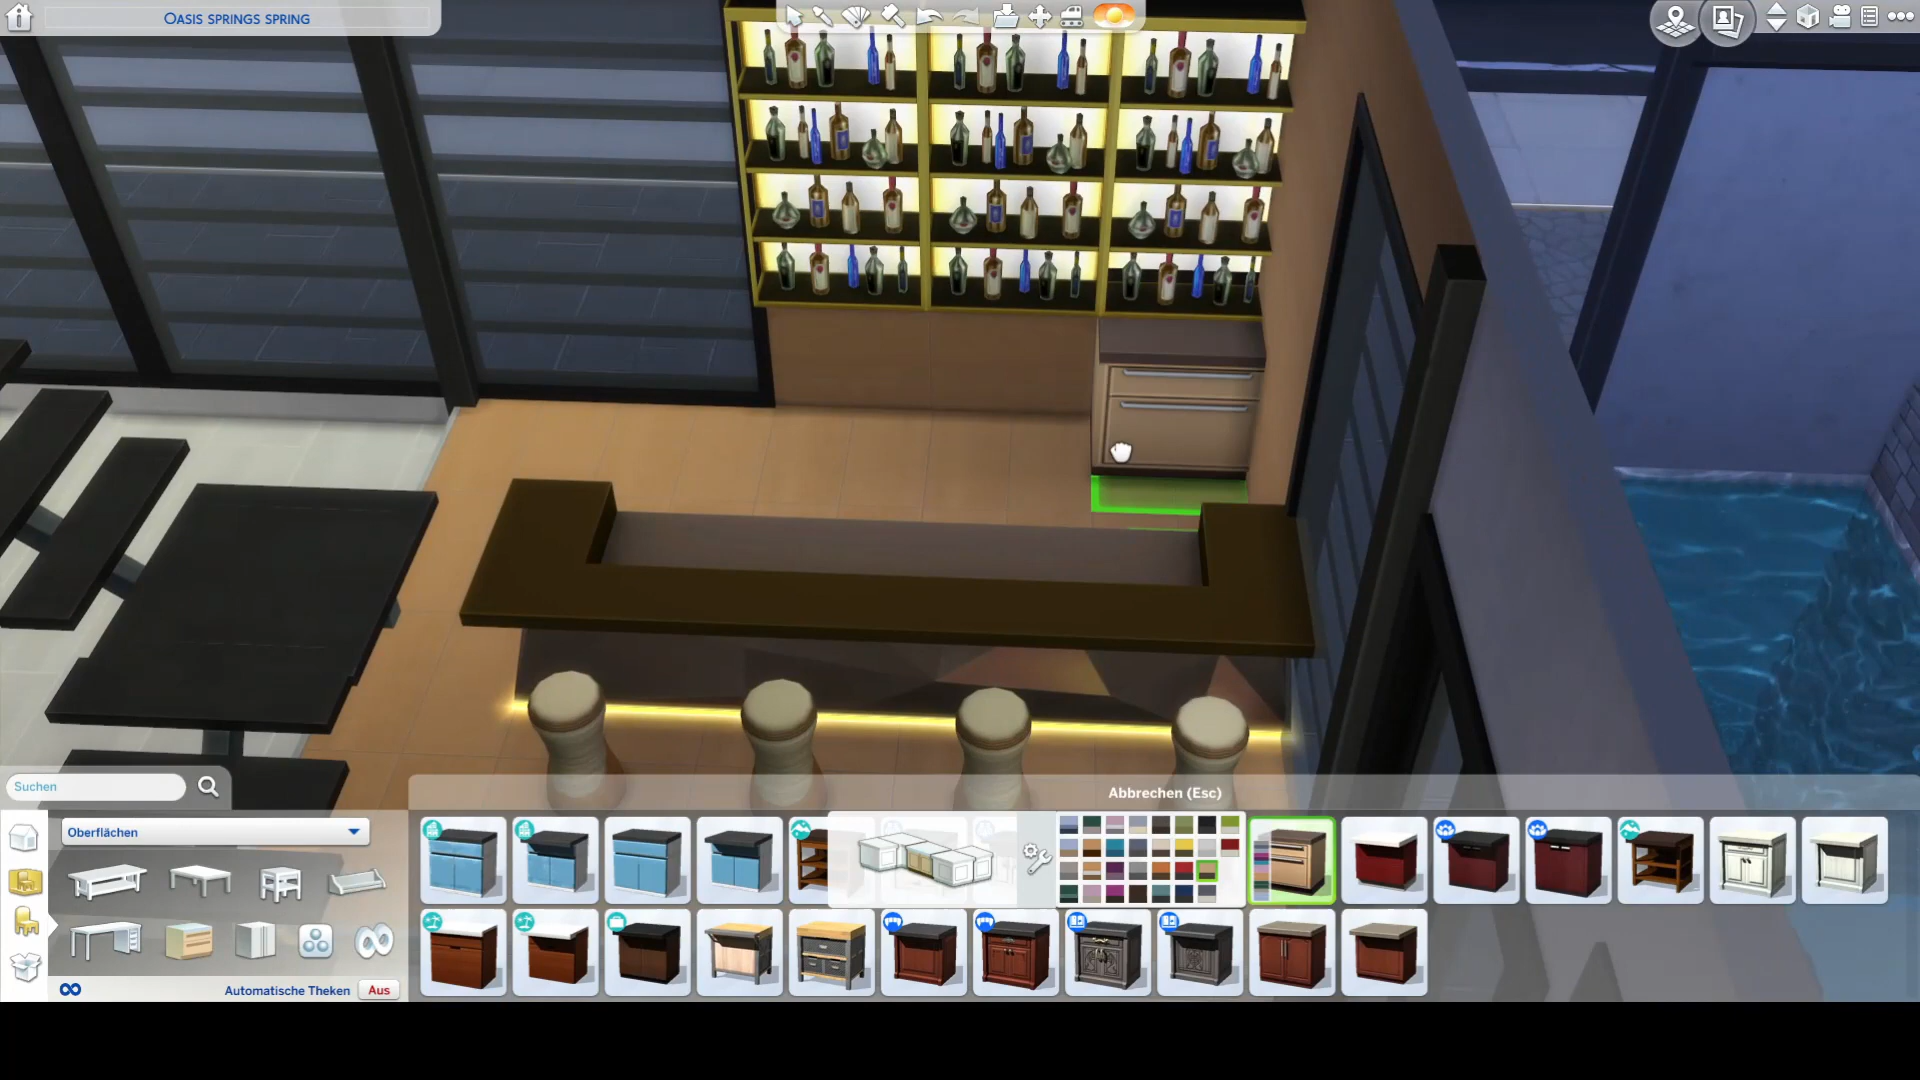 Oasis springs spring
Abbrechen (Esc)
Suchen
Oberflächen
Automatische Theken
Aus